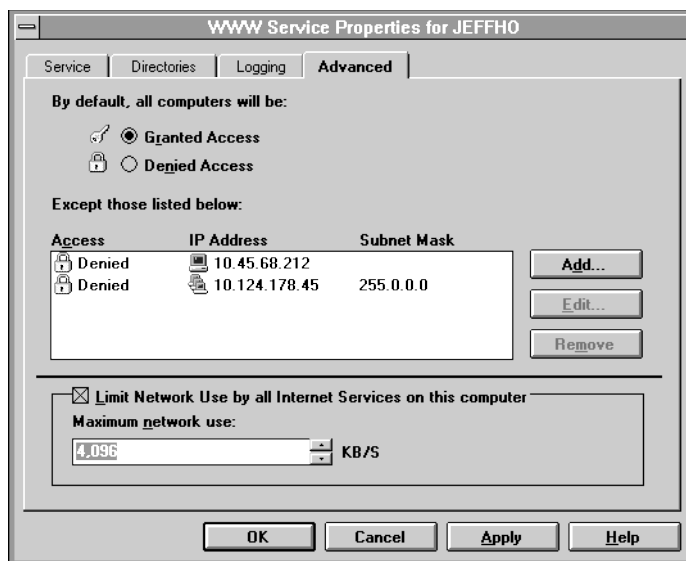 WWW Service Properties for JEFFHO
Service Directories Logging Advanced
By default, all computers will be:
Granted Access
Denied Access
Except those listed below:
Access IP Address Subnet Mask
Denied 10.45.68.212
Denied 10.124.178.45 255.0.0.0
Add...
Edit...
Remove
Limit Network Use by all Internet Services on this computer
Maximum network use:
4,096 KB/S
OK Cancel Apply Help